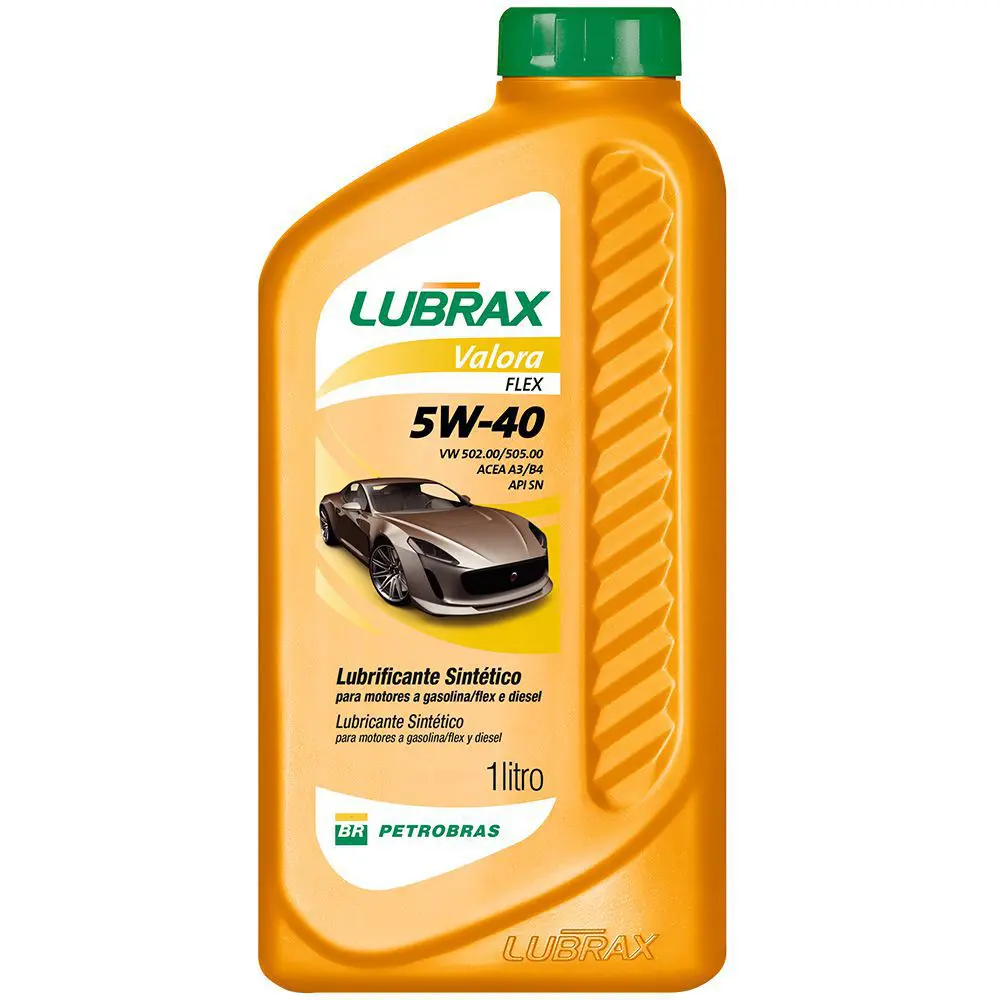 LUBRAX
Valora
FLEX
5W-40
VW 502.00/505.00
ACEA A3/B4
API SN
Lubrificante Sintético
para motores a gasolina/flex e diesel
Lubricante Sintético
para motores a gasolina/flex y diesel
1litro
BR PETROBRAS
LUBRAX